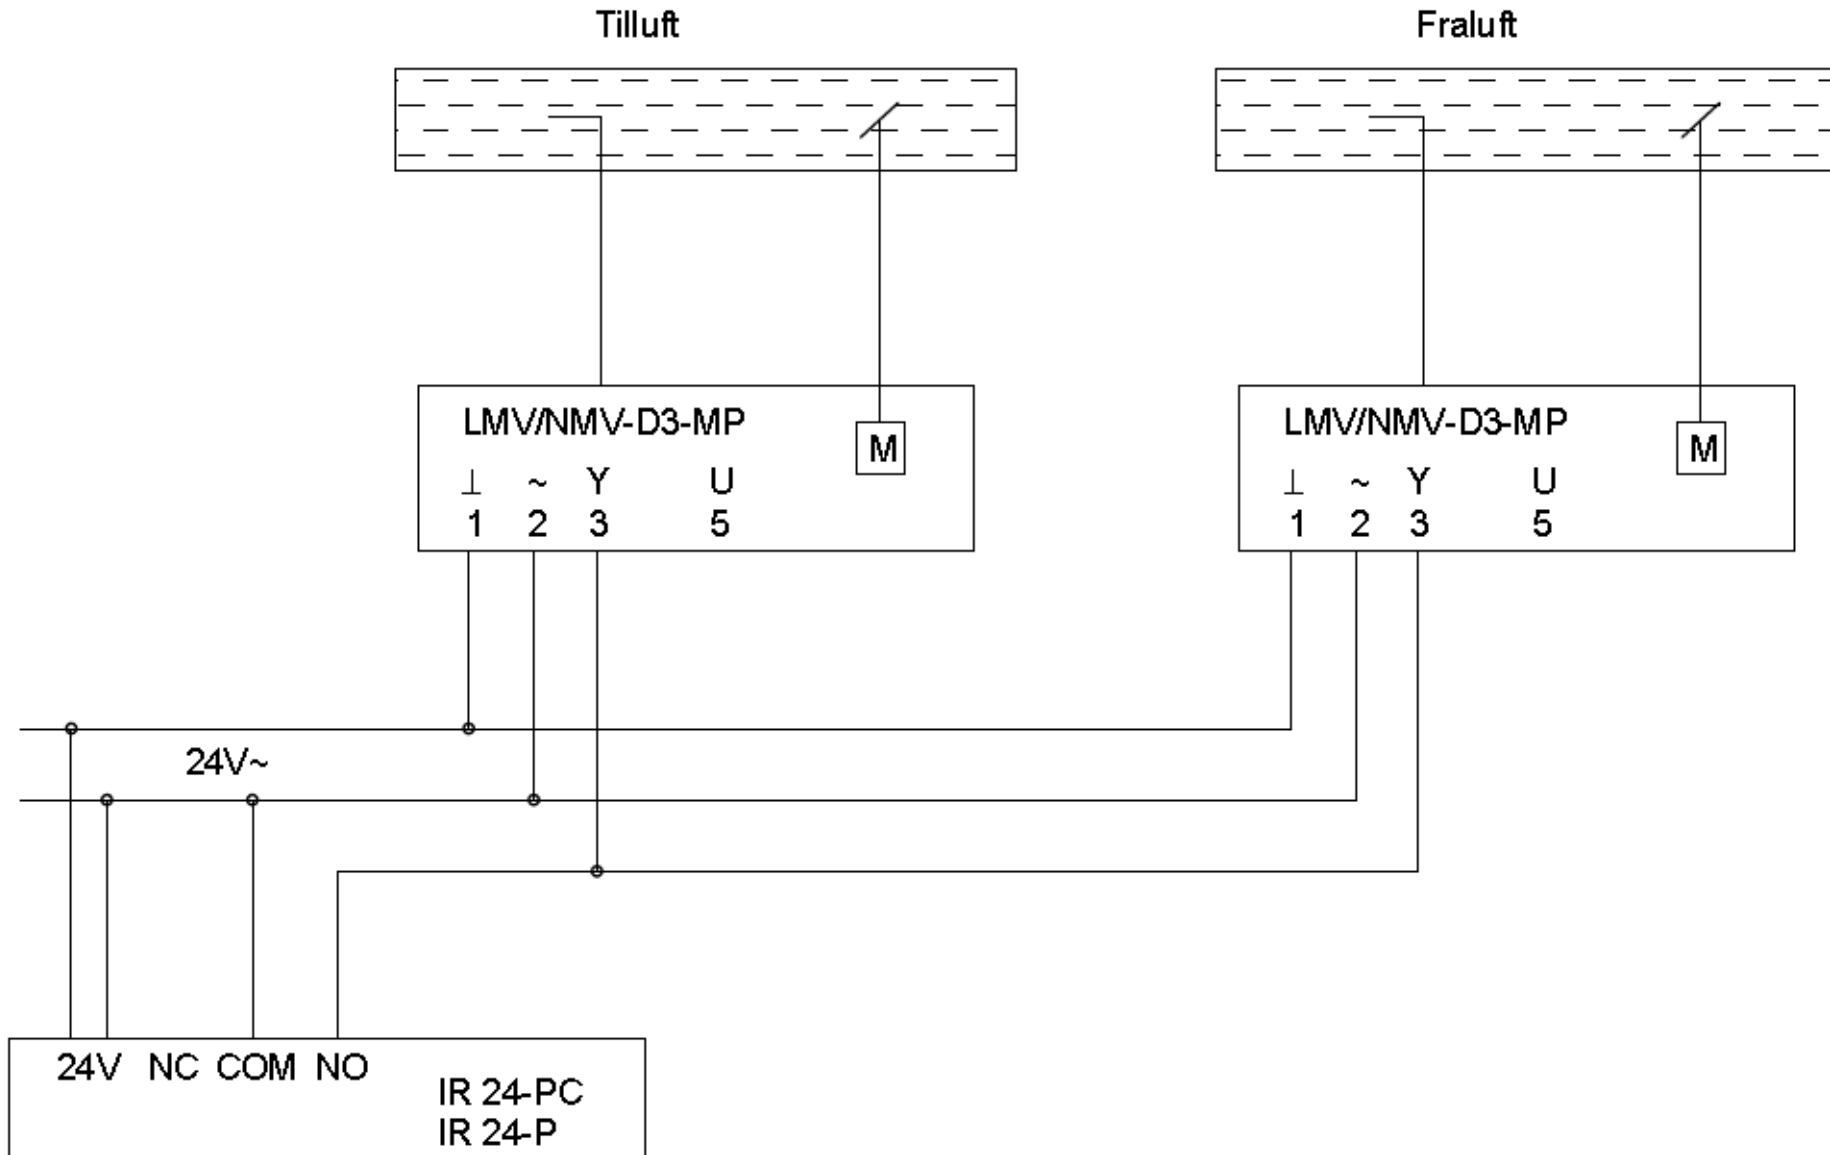 Tilluft
Fraluft
LMV/NMV-D3-MP
M
⊥ ~ Y U
1 2 3 5
LMV/NMV-D3-MP
M
⊥ ~ Y U
1 2 3 5
24V~
24V NC COM NO
IR 24-PC
IR 24-P